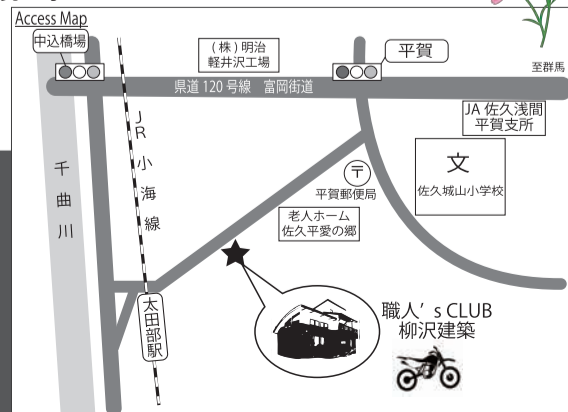 Access Map
中込橋場
(株)明治
軽井沢工場
平賀
至群馬
県道120号線 富岡街道
JA佐久浅間
平賀支所
JR小海線
千曲川
〒
平賀郵便局
文
佐久城山小学校
老人ホーム
佐久平愛の郷
太田部駅
職人's CLUB
柳沢建築